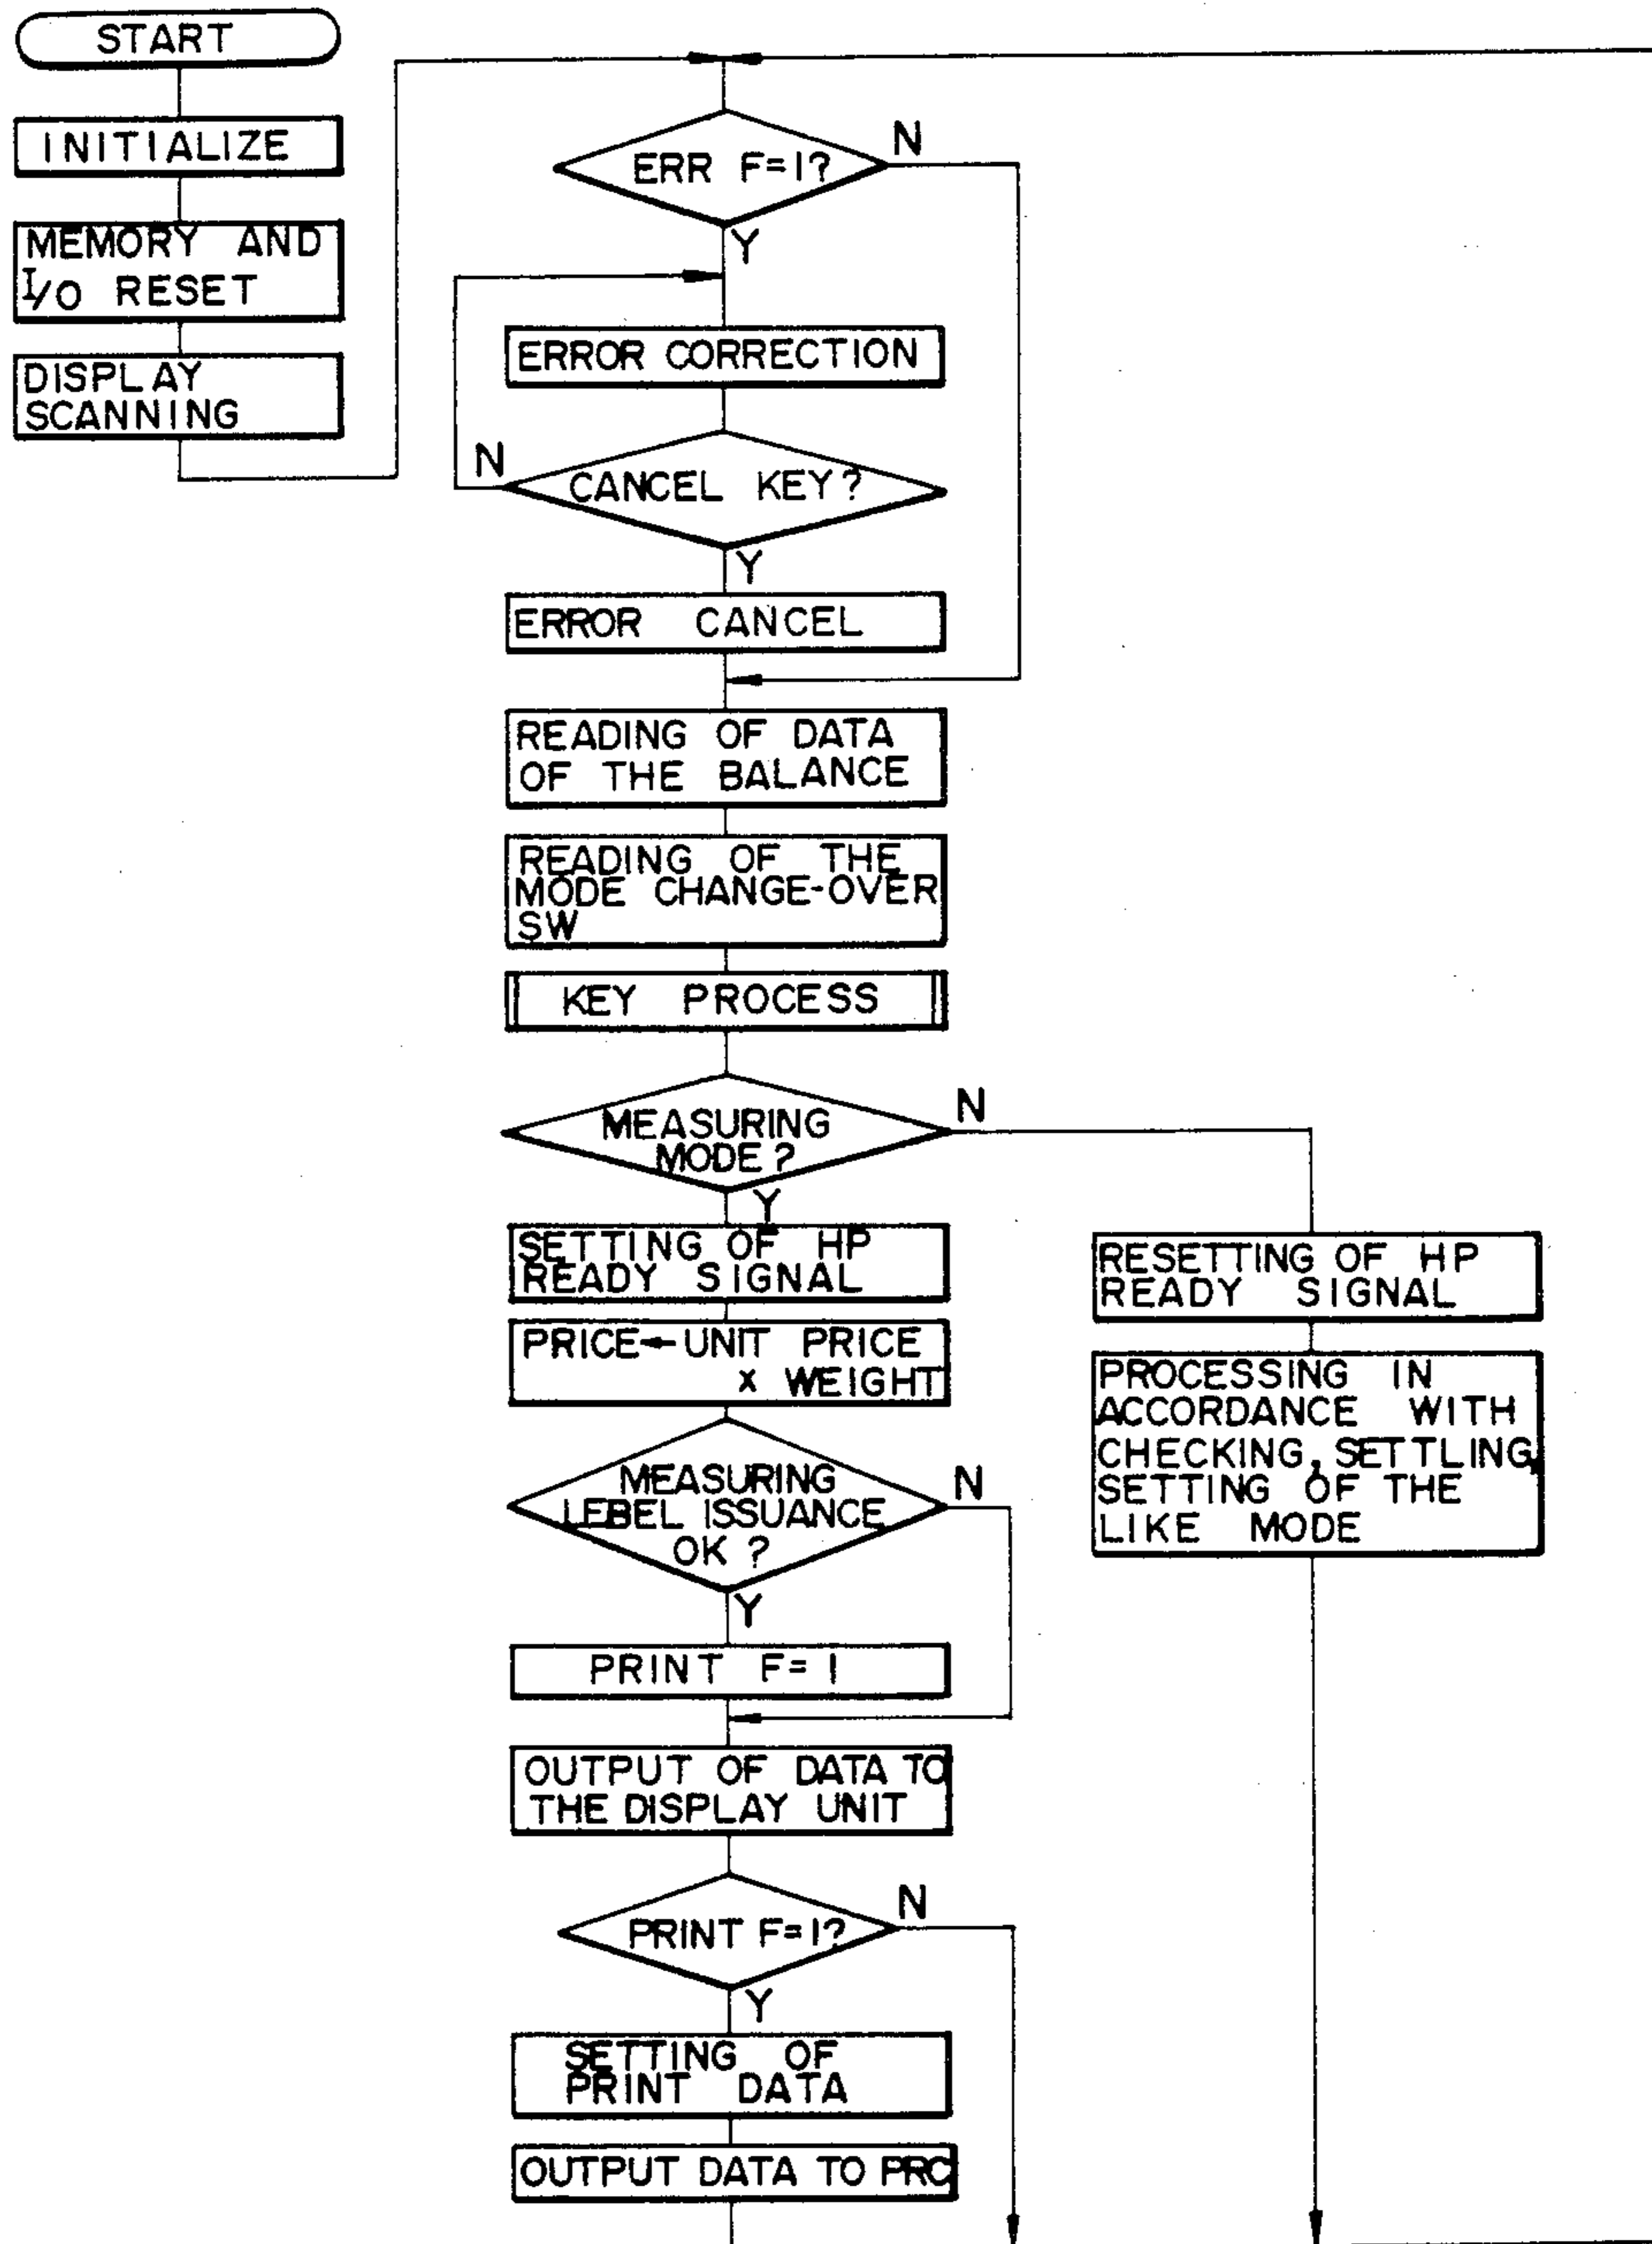 START
INITIALIZE
MEMORY AND
I/O RESET
DISPLAY
SCANNING
ERR F=1?
N
Y
ERROR CORRECTION
N
CANCEL KEY?
Y
ERROR CANCEL
READING OF DATA
OF THE BALANCE
READING OF THE
MODE CHANGE-OVER
SW
KEY PROCESS
MEASURING
MODE?
N
Y
SETTING OF HP
READY SIGNAL
PRICE←UNIT PRICE
x WEIGHT
MEASURING
LEBEL ISSUANCE
OK?
N
Y
PRINT F=1
OUTPUT OF DATA TO
THE DISPLAY UNIT
PRINT F=1?
N
Y
SETTING OF
PRINT DATA
OUTPUT DATA TO PRC
RESETTING OF HP
READY SIGNAL
PROCESSING IN
ACCORDANCE WITH
CHECKING, SETTLING,
SETTING OF THE
LIKE MODE